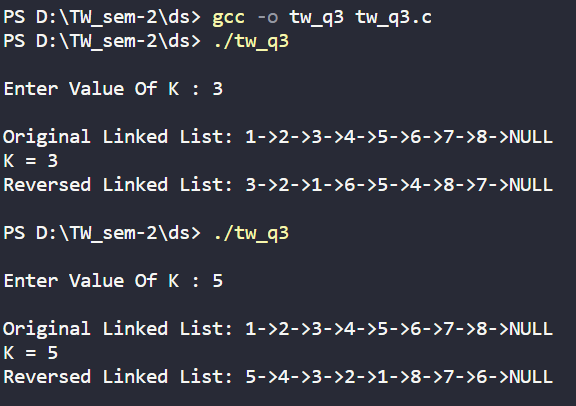 PS D:\TW_sem-2\ds> gcc -o tw_q3 tw_q3.c
PS D:\TW_sem-2\ds> ./tw_q3
Enter Value Of K : 3
Original Linked List: 1->2->3->4->5->6->7->8->NULL
K = 3
Reversed Linked List: 3->2->1->6->5->4->8->7->NULL
PS D:\TW_sem-2\ds> ./tw_q3
Enter Value Of K : 5
Original Linked List: 1->2->3->4->5->6->7->8->NULL
K = 5
Reversed Linked List: 5->4->3->2->1->8->7->6->NULL